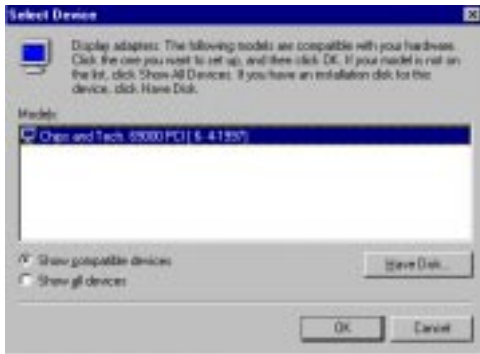 Select Device
Display adapters: The following models are compatible with your hardware.
Click the one you want to set up, and then click OK. If your model is not on
the list, click Show All Devices. If you have an installation disk for this
device, click Have Disk.
Models:
Chips and Tech. 69000 PCI [ 6- 4-1997]
Show compatible devices
Have Disk...
Show all devices
OK
Cancel